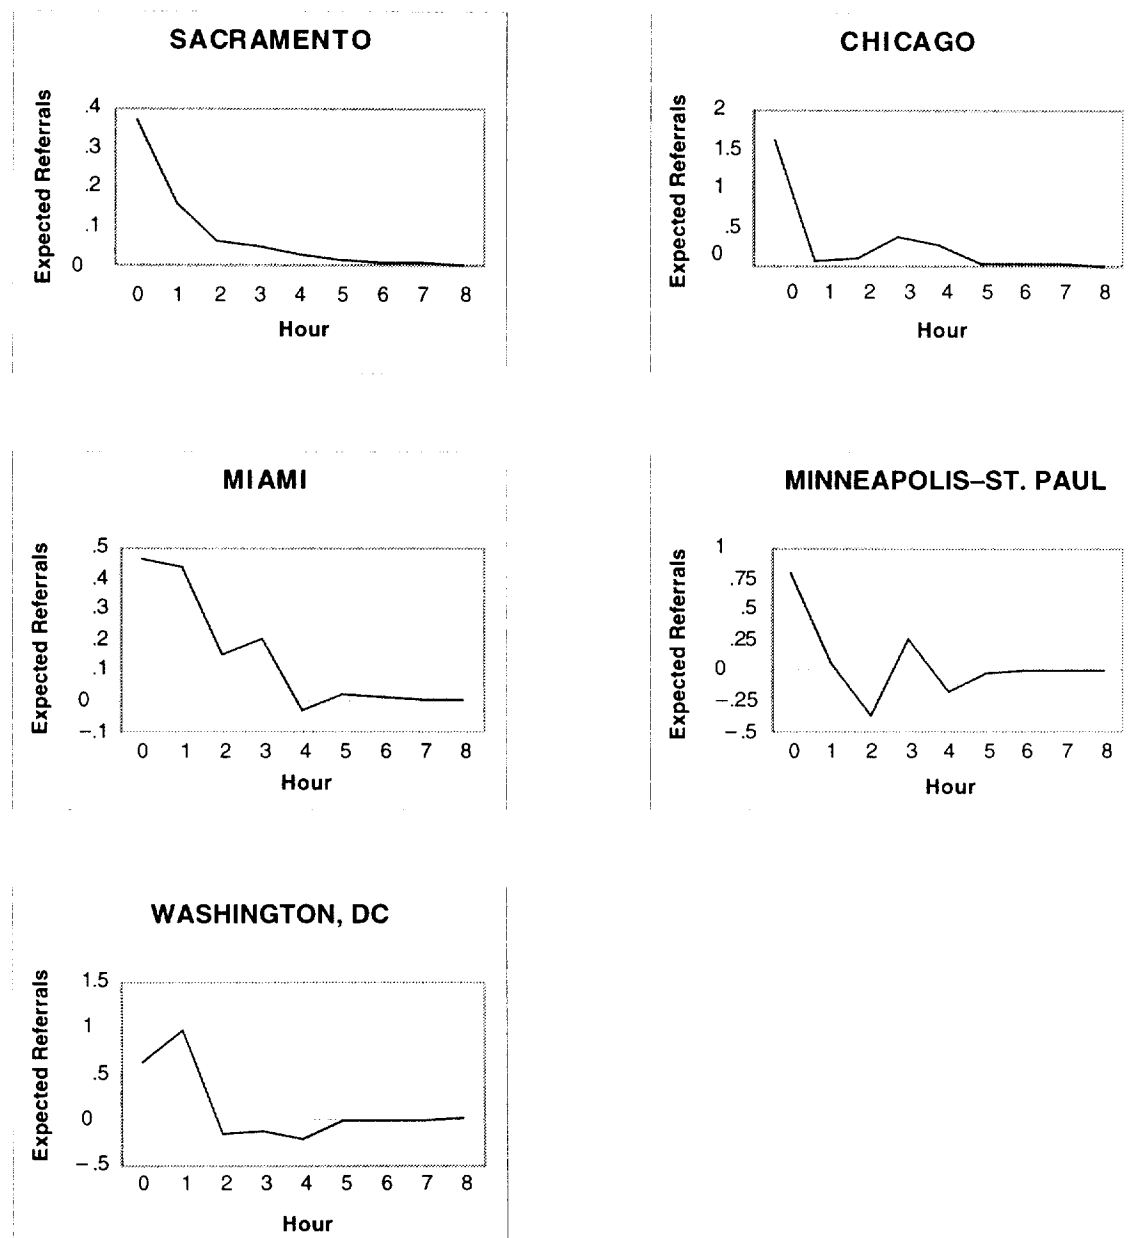 SACRAMENTO
Expected Referrals
.4
.3
.2
.1
0
0 1 2 3 4 5 6 7 8
Hour
CHICAGO
Expected Referrals
2
1.5
1
.5
0
0 1 2 3 4 5 6 7 8
Hour
MIAMI
Expected Referrals
.5
.4
.3
.2
.1
0
–.1
0 1 2 3 4 5 6 7 8
Hour
MINNEAPOLIS–ST. PAUL
Expected Referrals
1
.75
.5
.25
0
–.25
–.5
0 1 2 3 4 5 6 7 8
Hour
WASHINGTON, DC
Expected Referrals
1.5
1
.5
0
–.5
0 1 2 3 4 5 6 7 8
Hour